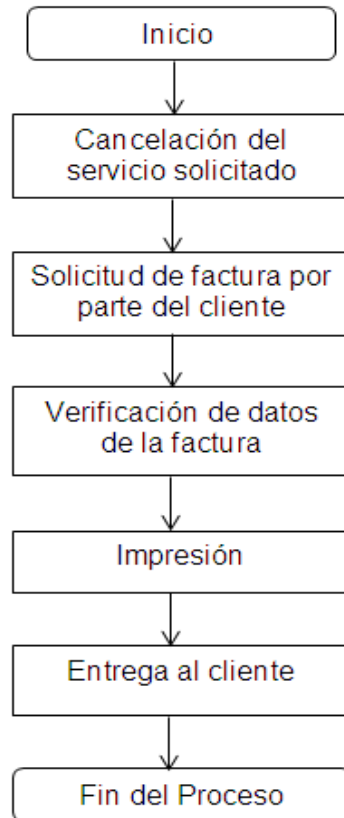 Inicio
Cancelación del
servicio solicitado
Solicitud de factura por
parte del cliente
Verificación de datos
de la factura
Impresión
Entrega al cliente
Fin del Proceso